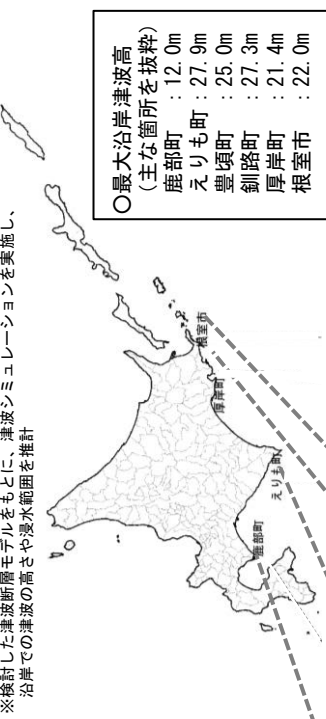 ※検討した津波断層モデルをもとに、津波シミュレーションを実施し、
沿岸での津波の高さや浸水範囲を推計
〇最大沿岸津波高
（主な箇所を抜粋）
鹿部町　：12.0m
えりも町：27.9m
豊頃町　：25.0m
釧路町　：27.3m
厚岸町　：21.4m
根室市　：22.0m
根室市
厚岸町
えりも町
鹿部町